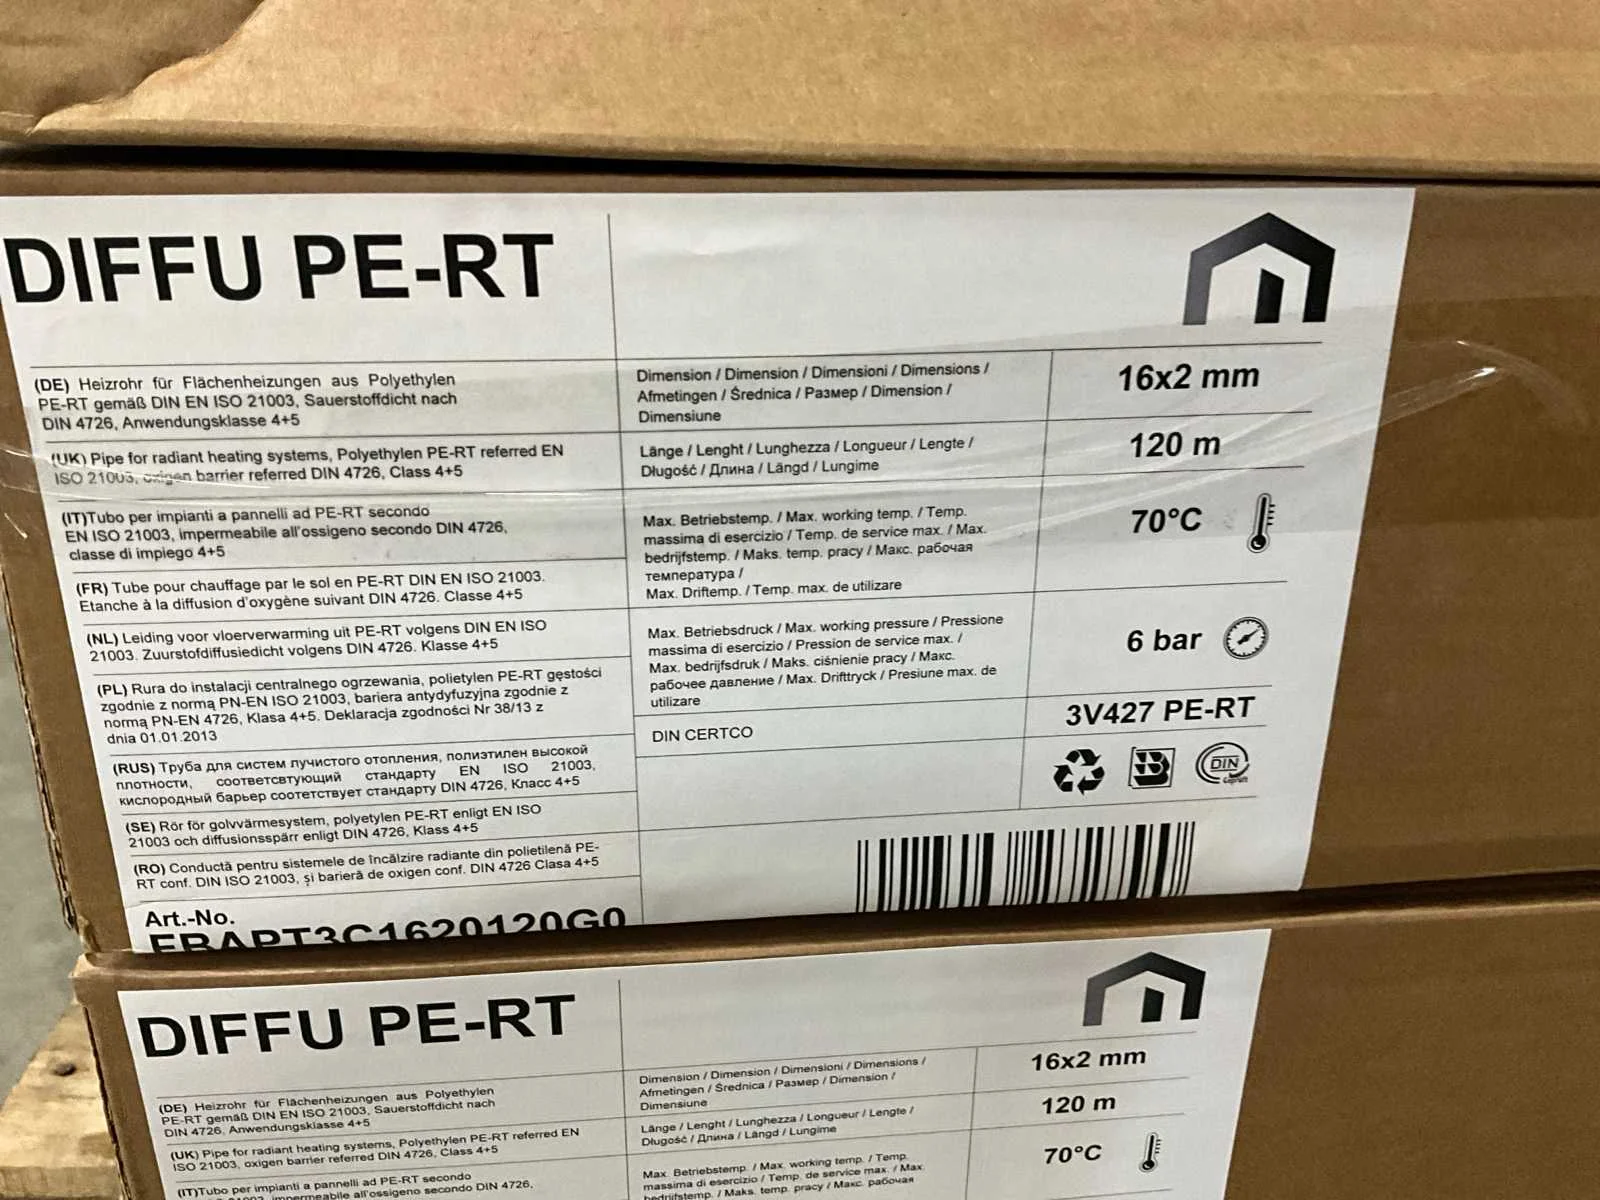 DIFFU PE-RT
(DE) Heizrohr für Flächenheizungen aus Polyethylen
PE-RT gemäß DIN EN ISO 21003, Sauerstoffdicht nach
DIN 4726, Anwendungsklasse 4+5
(UK) Pipe for radiant heating systems, Polyethylen PE-RT referred EN
ISO 21003, oxigen barrier referred DIN 4726, Class 4+5
(IT)Tubo per impianti a pannelli ad PE-RT secondo
EN ISO 21003, impermeabile all'ossigeno secondo DIN 4726,
classe di impiego 4+5
(FR) Tube pour chauffage par le sol en PE-RT DIN EN ISO 21003.
Etanche à la diffusion d'oxygène suivant DIN 4726. Classe 4+5
(NL) Leiding voor vloerverwarming uit PE-RT volgens DIN EN ISO
21003. Zuurstofdiffusiedicht volgens DIN 4726. Klasse 4+5
(PL) Rura do instalacji centralnego ogrzewania, polietylen PE-RT gęstości
zgodnie z normą PN-EN ISO 21003, bariera antydyfuzyjna zgodnie z
normą PN-EN 4726, Klasa 4+5. Deklaracja zgodności Nr 38/13 z
dnia 01.01.2013
(RUS) Труба для систем лучистого отопления, полиэтилен высокой
плотности, соответсвтующий стандарту EN ISO 21003,
кислородный барьер соотетствует стандарту DIN 4726, Класс 4+5
(SE) Rör för golvvärmesystem, polyetylen PE-RT enligt EN ISO
21003 och diffusionsspärr enligt DIN 4726, Klass 4+5
(RO) Conductă pentru sistemele de încălzire radiante din polietilenă PE-
RT conf. DIN ISO 21003, și barieră de oxigen conf. DIN 4726 Clasa 4+5
Art.-No.
FBAPT3C1620120G0
Dimension / Dimension / Dimensioni / Dimensions /
Afmetingen / Średnica / Размер / Dimension /
Dimensiune
16x2 mm
Länge / Lenght / Lunghezza / Longueur / Lengte /
Długość / Длина / Längd / Lungime
120 m
Max. Betriebstemp. / Max. working temp. / Temp.
massima di esercizio / Temp. de service max. / Max.
bedrijfstemp. / Maks. temp. pracy / Макс. рабочая
температура /
Max. Driftemp. / Temp. max. de utilizare
70°C
Max. Betriebsdruck / Max. working pressure / Pressione
massima di esercizio / Pression de service max. /
Max. bedrijfsdruk / Maks. ciśnienie pracy / Макс.
рабочее давление / Max. Drifttryck / Presiune max. de
utilizare
6 bar
DIN CERTCO
3V427 PE-RT
DIN
Geprüft
DIFFU PE-RT
(DE) Heizrohr für Flächenheizungen aus Polyethylen
PE-RT gemäß DIN EN ISO 21003, Sauerstoffdicht nach
DIN 4726, Anwendungsklasse 4+5
(UK) Pipe for radiant heating systems, Polyethylen PE-RT referred EN
ISO 21003, oxigen barrier referred DIN 4726, Class 4+5
(IT)Tubo per impianti a pannelli ad PE-RT secondo
impermeabile all'ossigeno secondo DIN 4726,
Dimension / Dimension / Dimensioni / Dimensions /
Afmetingen / Średnica / Размер / Dimension /
Dimensiune
16x2 mm
Länge / Lenght / Lunghezza / Longueur / Lengte /
Długość / Длина / Längd / Lungime
120 m
Max. Betriebstemp. / Max. working temp. / Temp.
massima di esercizio / Temp. de service max. / Max.
bedrijfstemp. / Maks. temp. pracy / Макс. рабочая
70°C